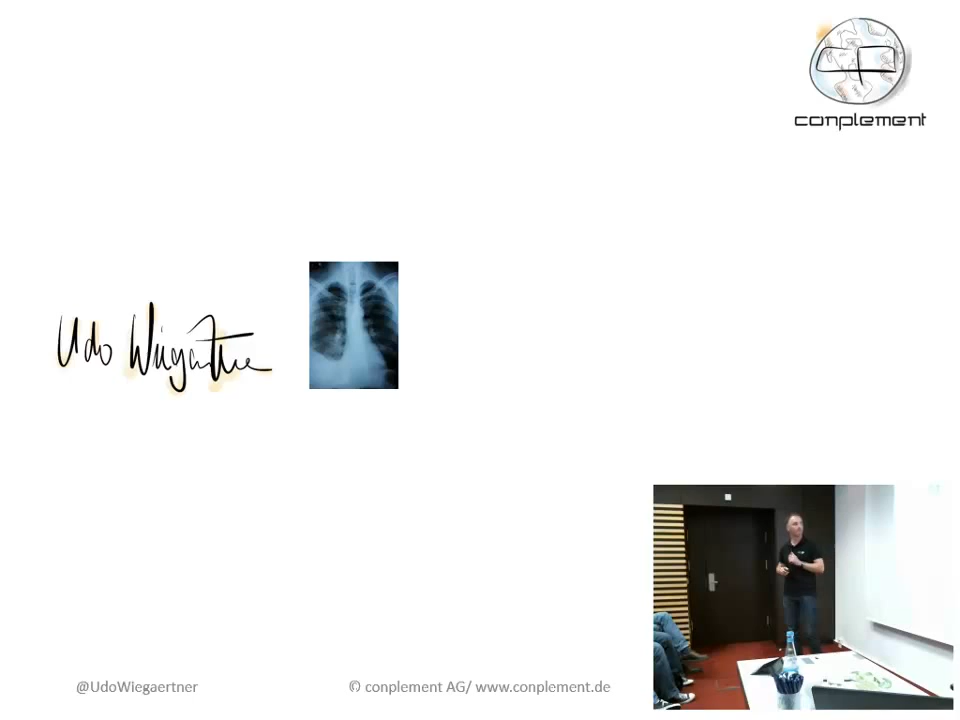 conplement
Udo Wiegärtner
@UdoWiegaertner
© conplement AG/ www.conplement.de